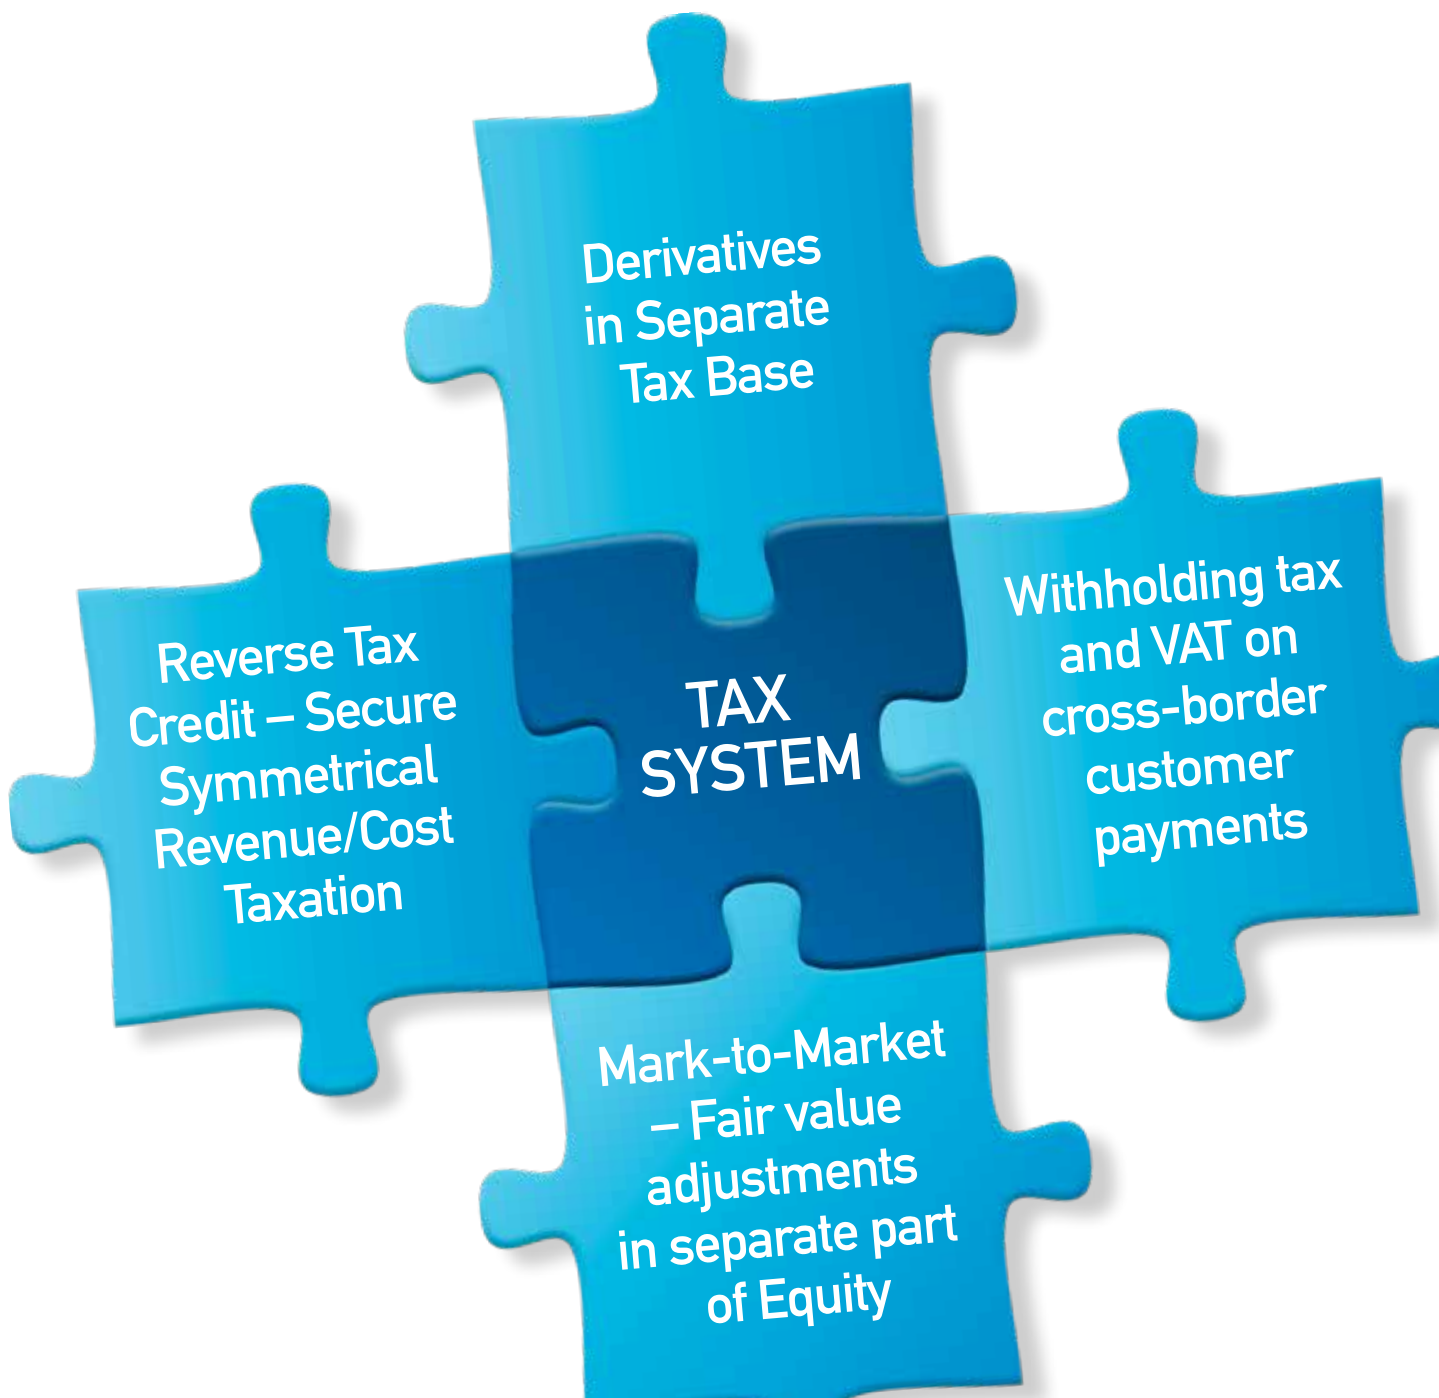 Derivatives
in Separate
Tax Base
Reverse Tax
Credit – Secure
Symmetrical
Revenue/Cost
Taxation
TAX
SYSTEM
Withholding tax
and VAT on
cross-border
customer
payments
Mark-to-Market
– Fair value
adjustments
in separate part
of Equity